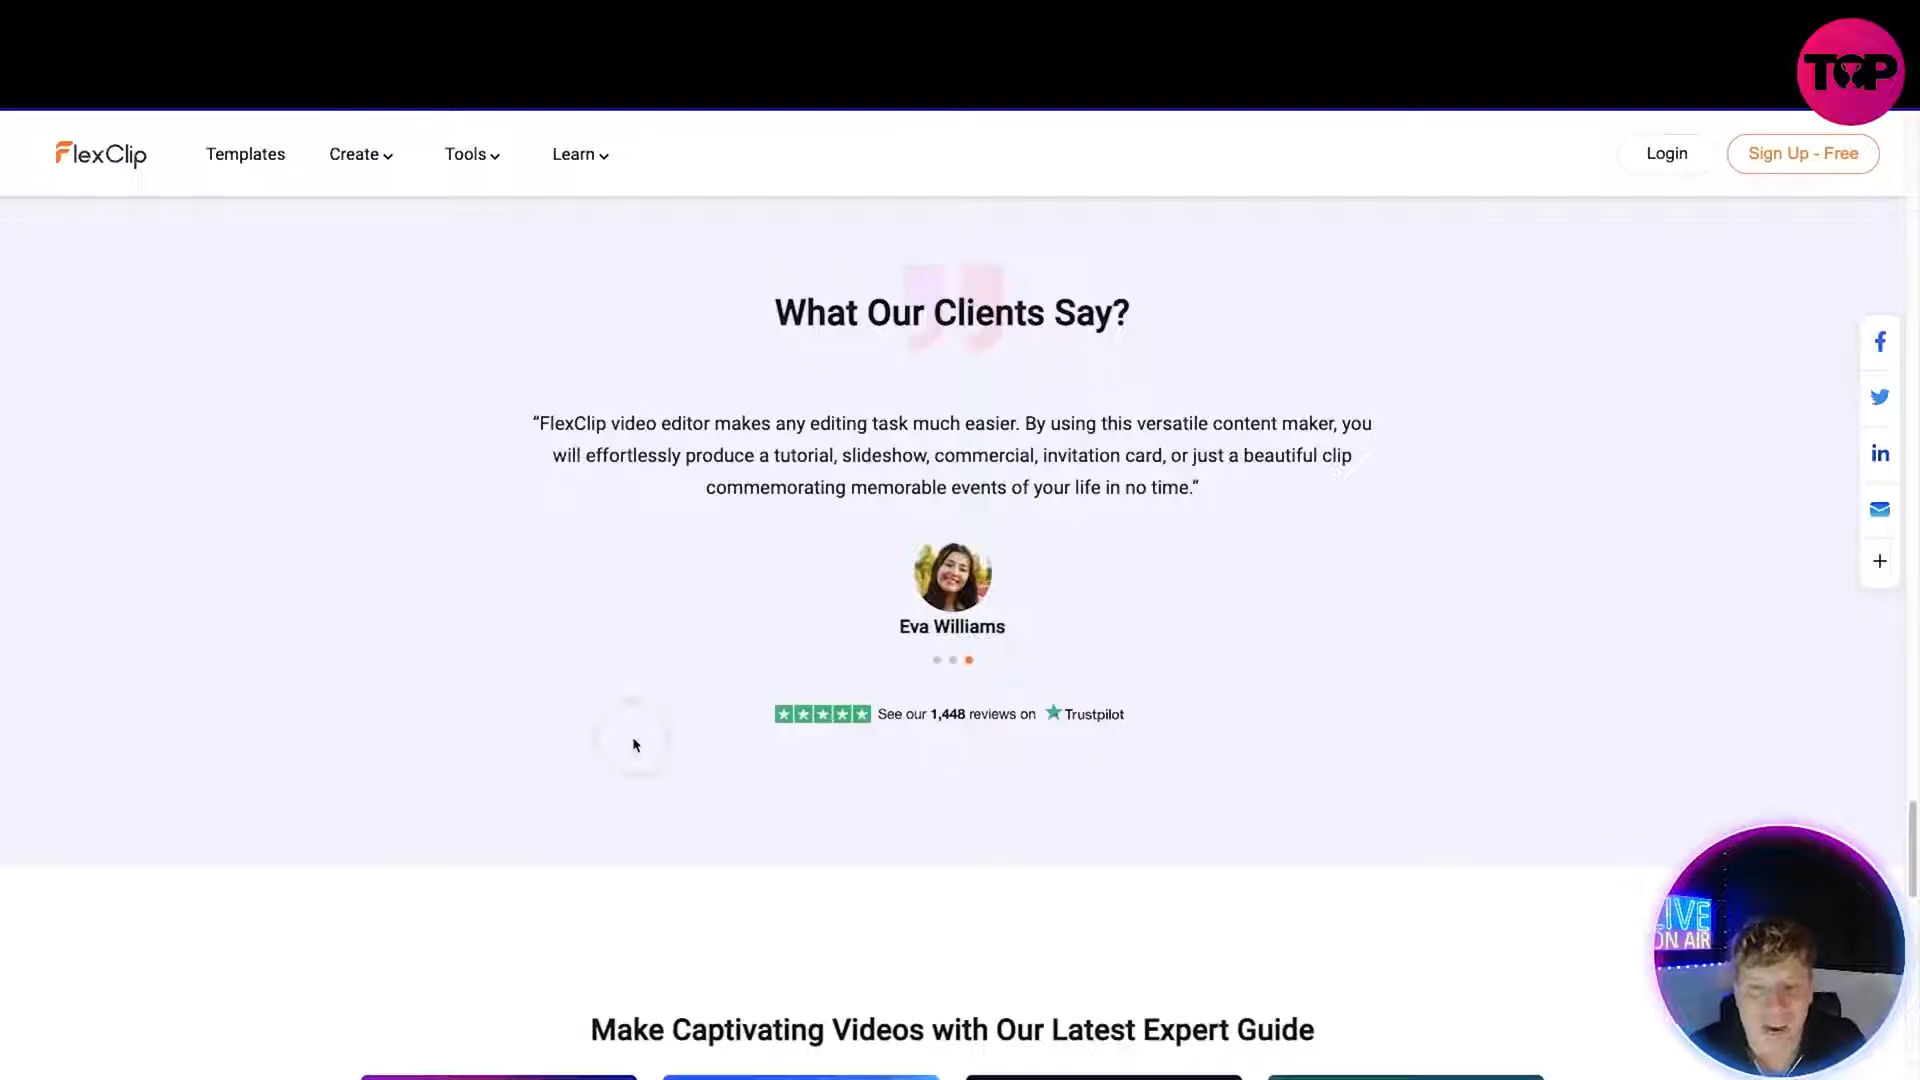 TOP
FlexClip
Templates
Create
Tools
Learn
Login
Sign Up - Free
What Our Clients Say?
“FlexClip video editor makes any editing task much easier. By using this versatile content maker, you
will effortlessly produce a tutorial, slideshow, commercial, invitation card, or just a beautiful clip
commemorating memorable events of your life in no time.”
Eva Williams
See our 1,448 reviews on Trustpilot
LIVE
ON AIR
Make Captivating Videos with Our Latest Expert Guide